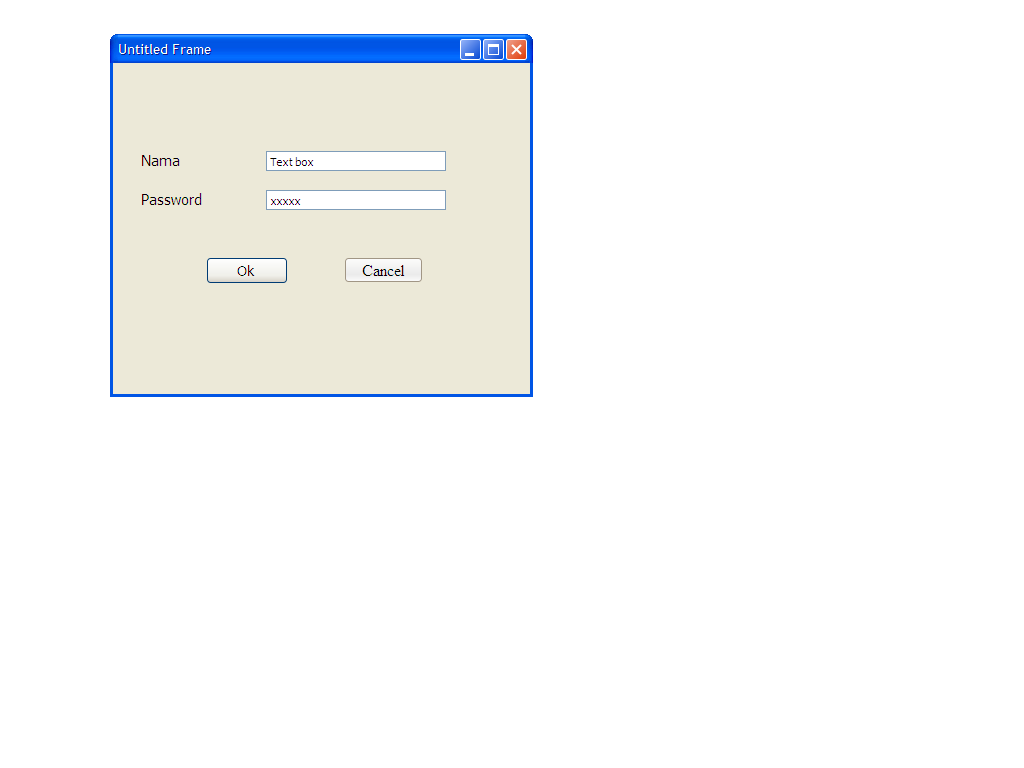 Untitled Frame
Nama Text box
Password xxxxx
Ok Cancel